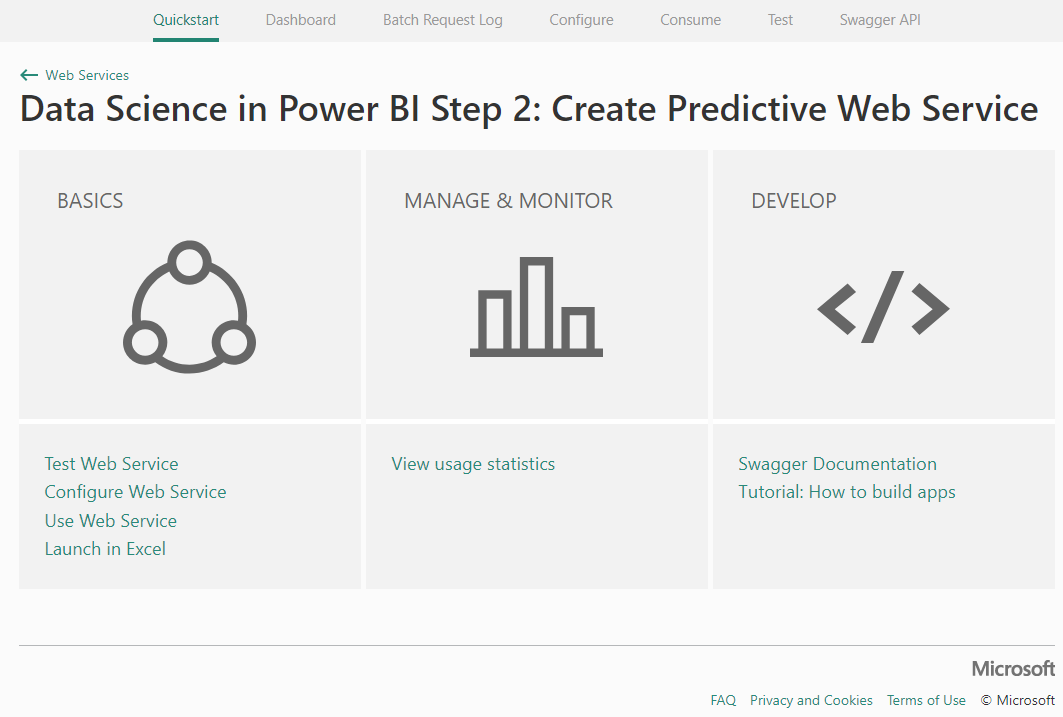 Quickstart Dashboard Batch Request Log Configure Consume Test Swagger API
← Web Services
Data Science in Power BI Step 2: Create Predictive Web Service
BASICS
MANAGE & MONITOR
DEVELOP
Test Web Service
Configure Web Service
Use Web Service
Launch in Excel
View usage statistics
Swagger Documentation
Tutorial: How to build apps
Microsoft
FAQ Privacy and Cookies Terms of Use © Microsoft